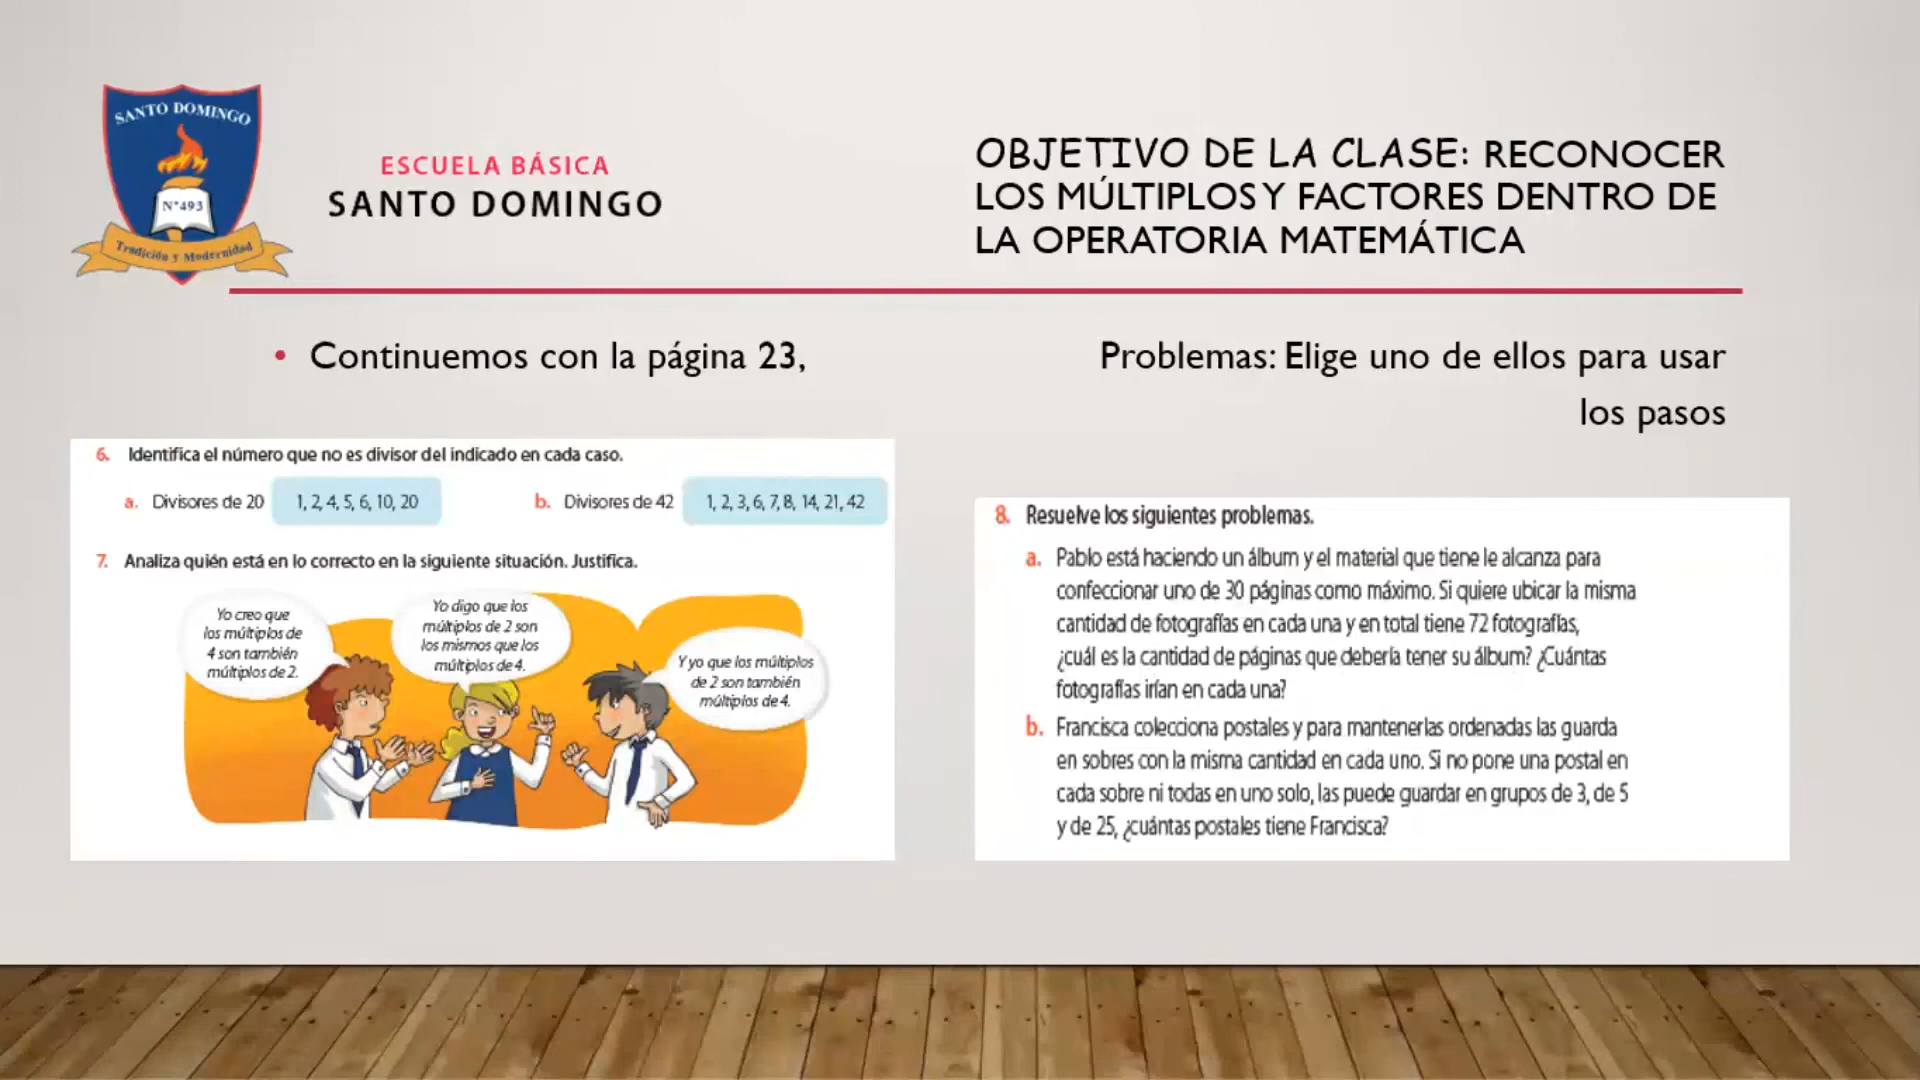 SANTO DOMINGO
N°493
Tradición y Modernidad
ESCUELA BÁSICA
SANTO DOMINGO
OBJETIVO DE LA CLASE: RECONOCER
LOS MÚLTIPLOS Y FACTORES DENTRO DE
LA OPERATORIA MATEMÁTICA
• Continuemos con la página 23,
6. Identifica el número que no es divisor del indicado en cada caso.
a. Divisores de 20 1, 2, 4, 5, 6, 10, 20 b. Divisores de 42 1, 2, 3, 6, 7, 8, 14, 21, 42
7. Analiza quién está en lo correcto en la siguiente situación. Justifica.
Yo creo que
los múltiplos de
4 son también
múltiplos de 2.
Yo digo que los
múltiplos de 2 son
los mismos que los
múltiplos de 4.
Y yo que los múltiplos
de 2 son también
múltiplos de 4.
Problemas: Elige uno de ellos para usar
los pasos
8. Resuelve los siguientes problemas.
a. Pablo está haciendo un álbum y el material que tiene le alcanza para
confeccionar uno de 30 páginas como máximo. Si quiere ubicar la misma
cantidad de fotografías en cada una y en total tiene 72 fotografías,
¿cuál es la cantidad de páginas que debería tener su álbum? ¿Cuántas
fotografías irían en cada una?
b. Francisca colecciona postales y para mantenerlas ordenadas las guarda
en sobres con la misma cantidad en cada uno. Si no pone una postal en
cada sobre ni todas en uno solo, las puede guardar en grupos de 3, de 5
y de 25, ¿cuántas postales tiene Francisca?